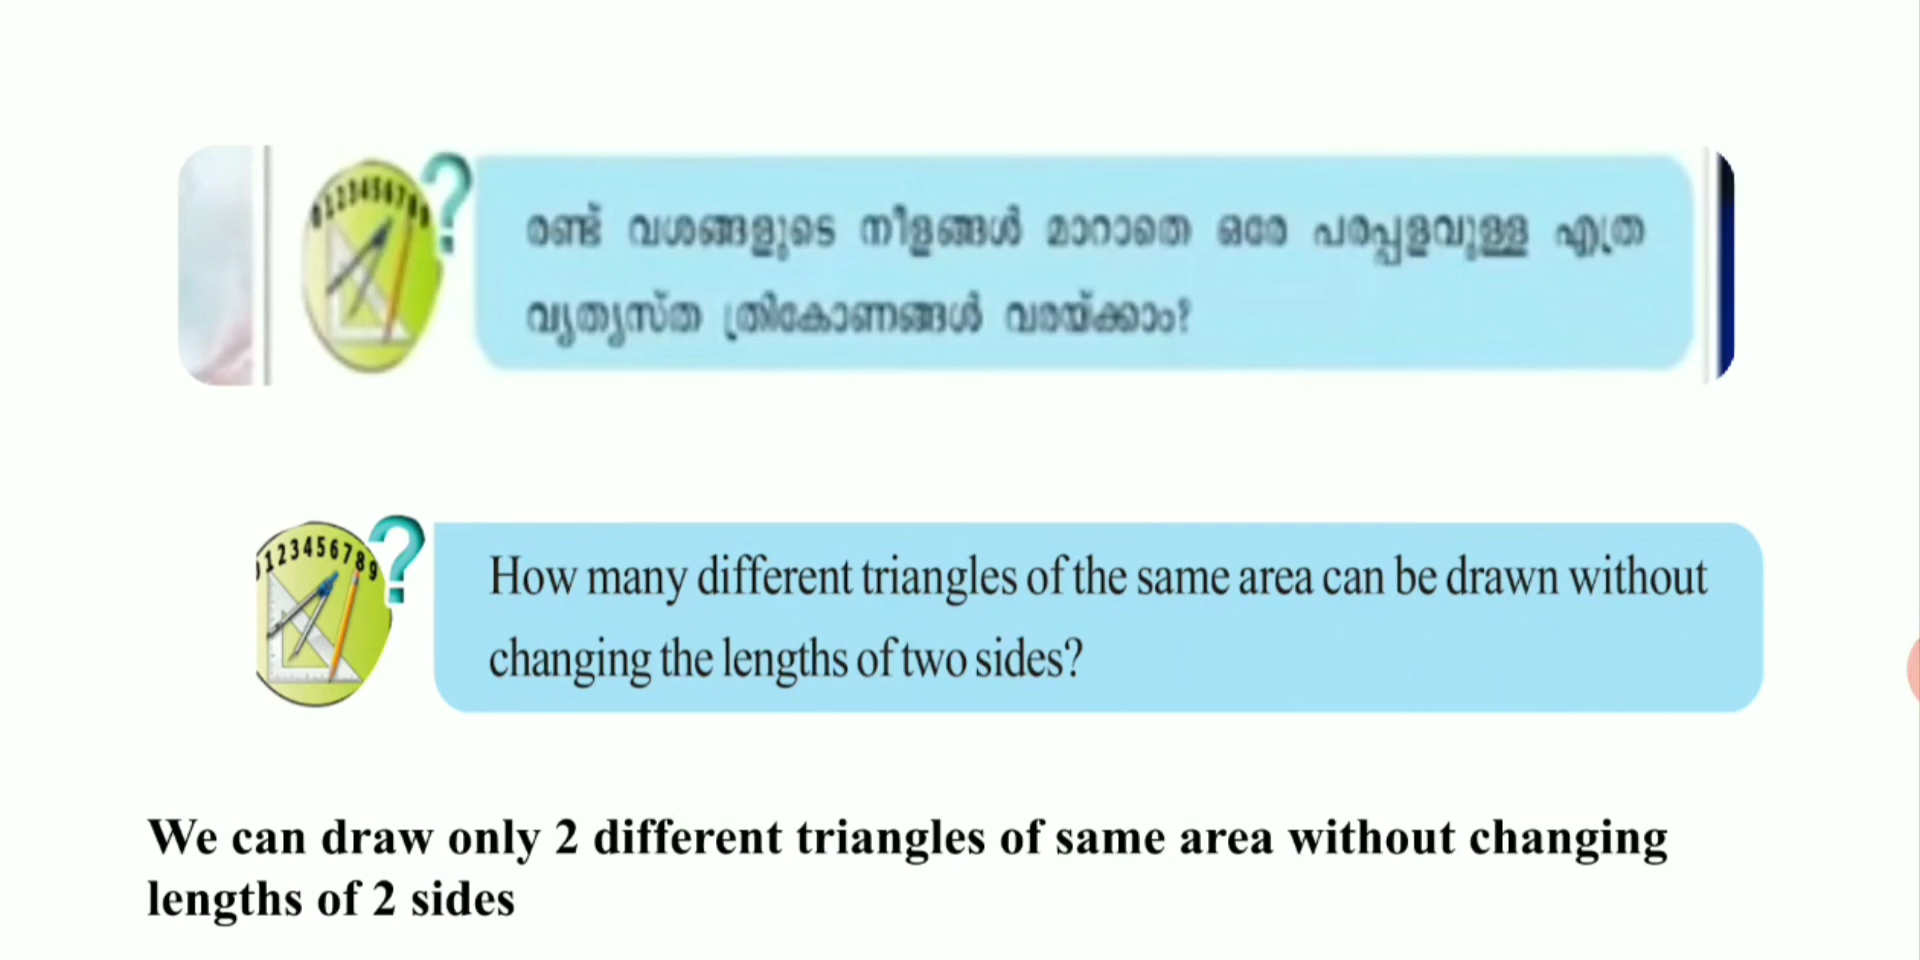 0123456789
?
രണ്ട് വശങ്ങളുടെ നീളങ്ങൾ മാറാതെ ഒരേ പരപ്പളവുള്ള എത്ര
വ്യത്യസ്ത ത്രികോണങ്ങൾ വരയ്ക്കാം?
0123456789
?
How many different triangles of the same area can be drawn without
changing the lengths of two sides?
We can draw only 2 different triangles of same area without changing
lengths of 2 sides